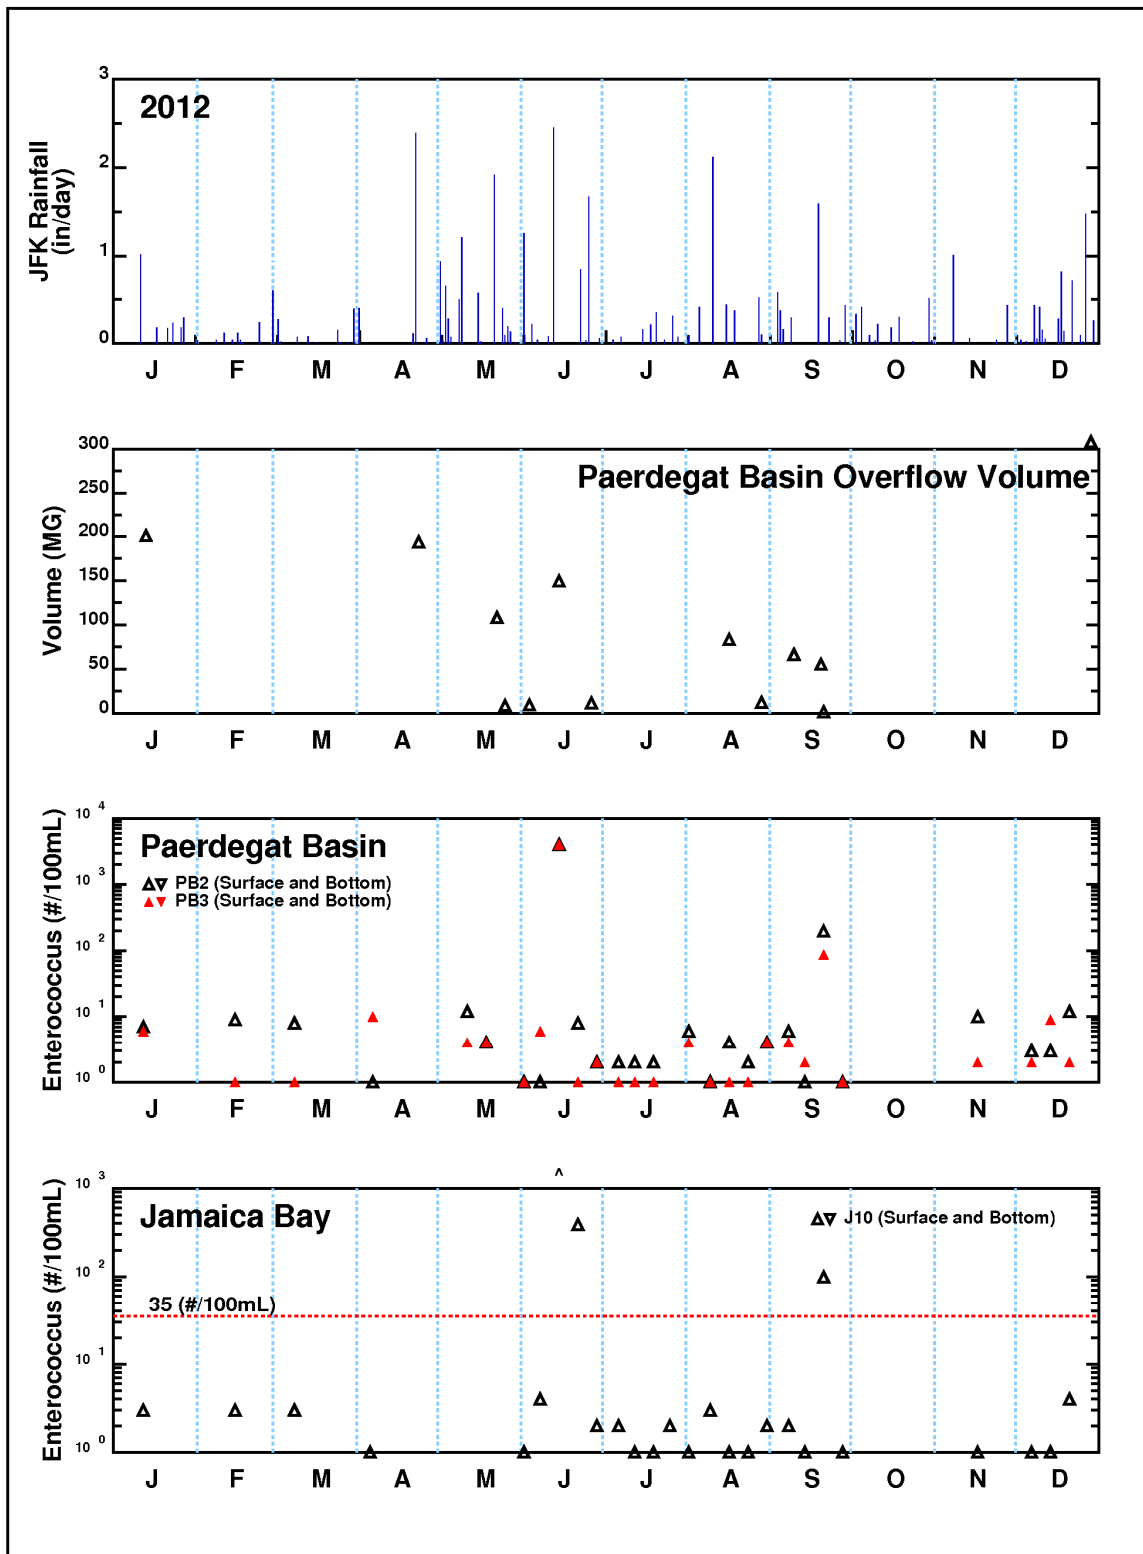 3
2012
2
1
0
JFK Rainfall
(in/day)
J F M A M J J A S O N D
300
Paerdegat Basin Overflow Volume
250
200
150
100
50
0
Volume (MG)
J F M A M J J A S O N D
10 4
Paerdegat Basin
10 3
PB2 (Surface and Bottom)
PB3 (Surface and Bottom)
10 2
10 1
10 0
Enterococcus (#/100mL)
J F M A M J J A S O N D
^
10 3
Jamaica Bay
J10 (Surface and Bottom)
10 2
35 (#/100mL)
10 1
10 0
Enterococcus (#/100mL)
J F M A M J J A S O N D